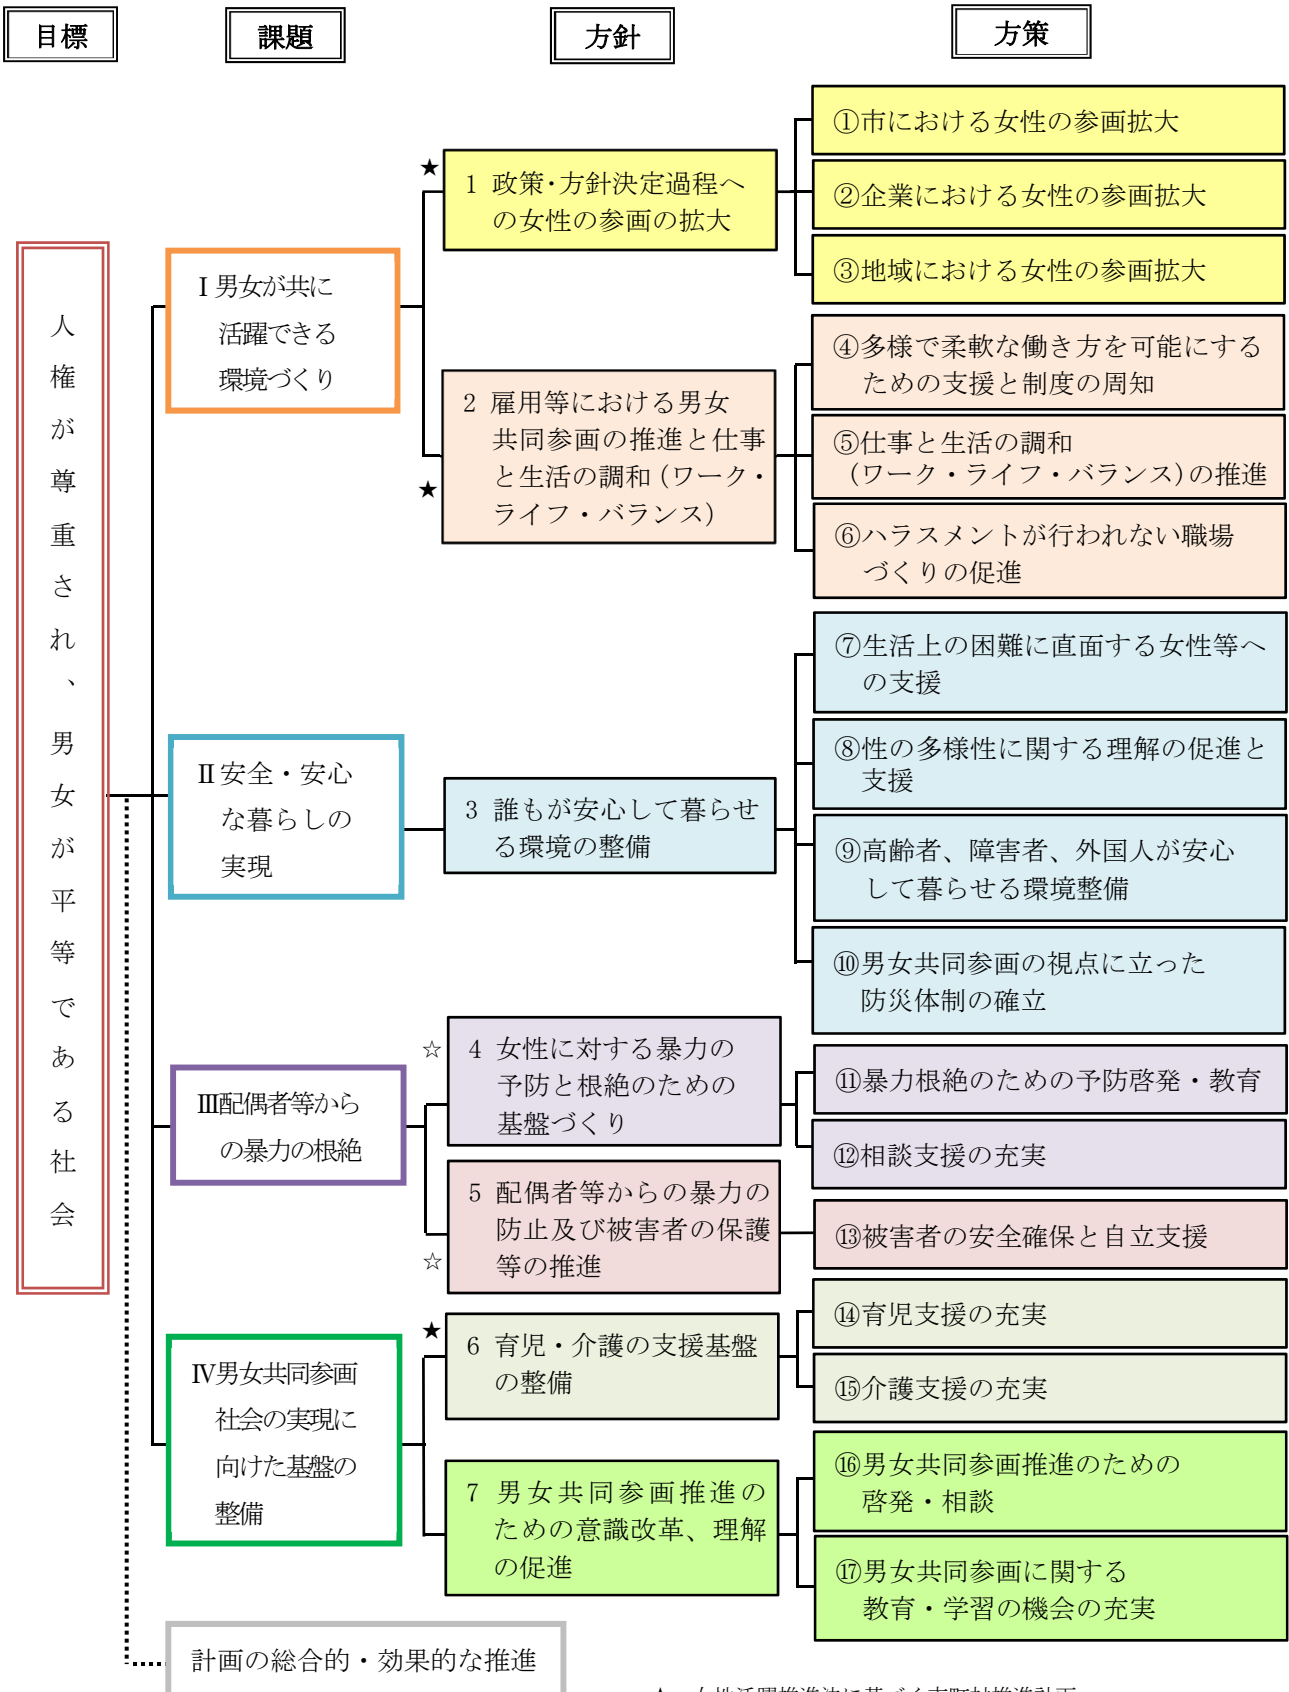 目標
課題
方針
方策
人権が尊重され、男女が平等である社会
Ⅰ男女が共に
活躍できる
環境づくり
★
1 政策・方針決定過程へ
の女性の参画の拡大
①市における女性の参画拡大
②企業における女性の参画拡大
③地域における女性の参画拡大
2 雇用等における男女
共同参画の推進と仕事
と生活の調和（ワーク・
ライフ・バランス）
★
④多様で柔軟な働き方を可能にする
ための支援と制度の周知
⑤仕事と生活の調和
（ワーク・ライフ・バランス）の推進
⑥ハラスメントが行われない職場
づくりの促進
Ⅱ安全・安心
な暮らしの
実現
3 誰もが安心して暮らせ
る環境の整備
⑦生活上の困難に直面する女性等へ
の支援
⑧性の多様性に関する理解の促進と
支援
⑨高齢者、障害者、外国人が安心
して暮らせる環境整備
⑩男女共同参画の視点に立った
防災体制の確立
Ⅲ配偶者等から
の暴力の根絶
☆
4 女性に対する暴力の
予防と根絶のための
基盤づくり
⑪暴力根絶のための予防啓発・教育
⑫相談支援の充実
5 配偶者等からの暴力の
防止及び被害者の保護
等の推進
☆
⑬被害者の安全確保と自立支援
Ⅳ男女共同参画
社会の実現に
向けた基盤の
整備
★
6 育児・介護の支援基盤
の整備
⑭育児支援の充実
⑮介護支援の充実
7 男女共同参画推進の
ための意識改革、理解
の促進
⑯男女共同参画推進のための
啓発・相談
⑰男女共同参画に関する
教育・学習の機会の充実
計画の総合的・効果的な推進